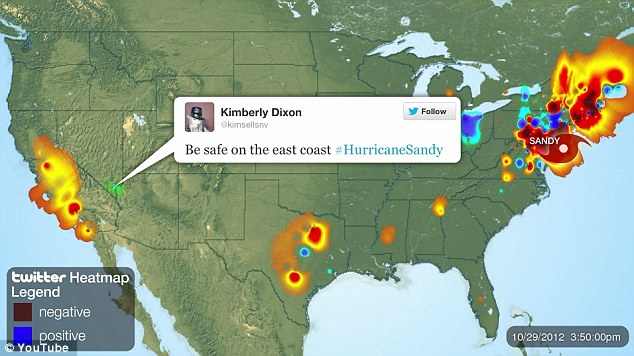 Kimberly Dixon
@kimsellsnv
Follow
Be safe on the east coast #HurricaneSandy
SANDY
twitter Heatmap
Legend
negative
positive
10/29/2012 3:50:00pm
© YouTube